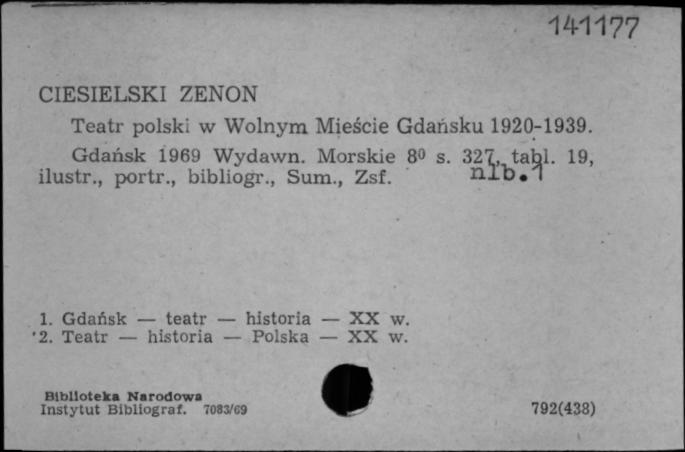 141177
CIESIELSKI ZENON
Teatr polski w Wolnym Mieście Gdańsku 1920-1939.
Gdańsk 1969 Wydawn. Morskie 8⁰ s. 327, tabl. 19,
ilustr., portr., bibliogr., Sum., Zsf. nlb. 1
1. Gdańsk — teatr — historia — XX w.
2. Teatr — historia — Polska — XX w.
Biblioteka Narodowa
Instytut Bibliograf. 7083/69 792(438)